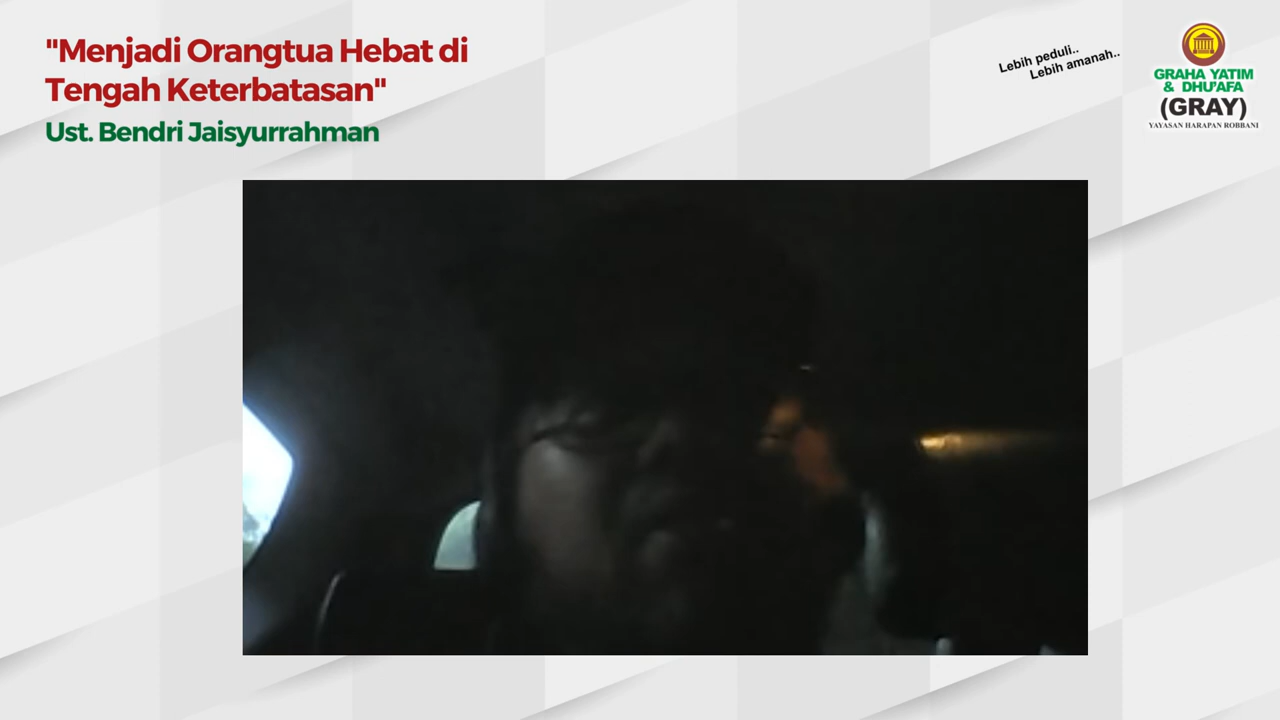 "Menjadi Orangtua Hebat di
Tengah Keterbatasan"
Ust. Bendri Jaisyurrahman
Lebih peduli..
Lebih amanah..
GRAHA YATIM
& DHU'AFA
(GRAY)
YAYASAN HARAPAN ROBBANI